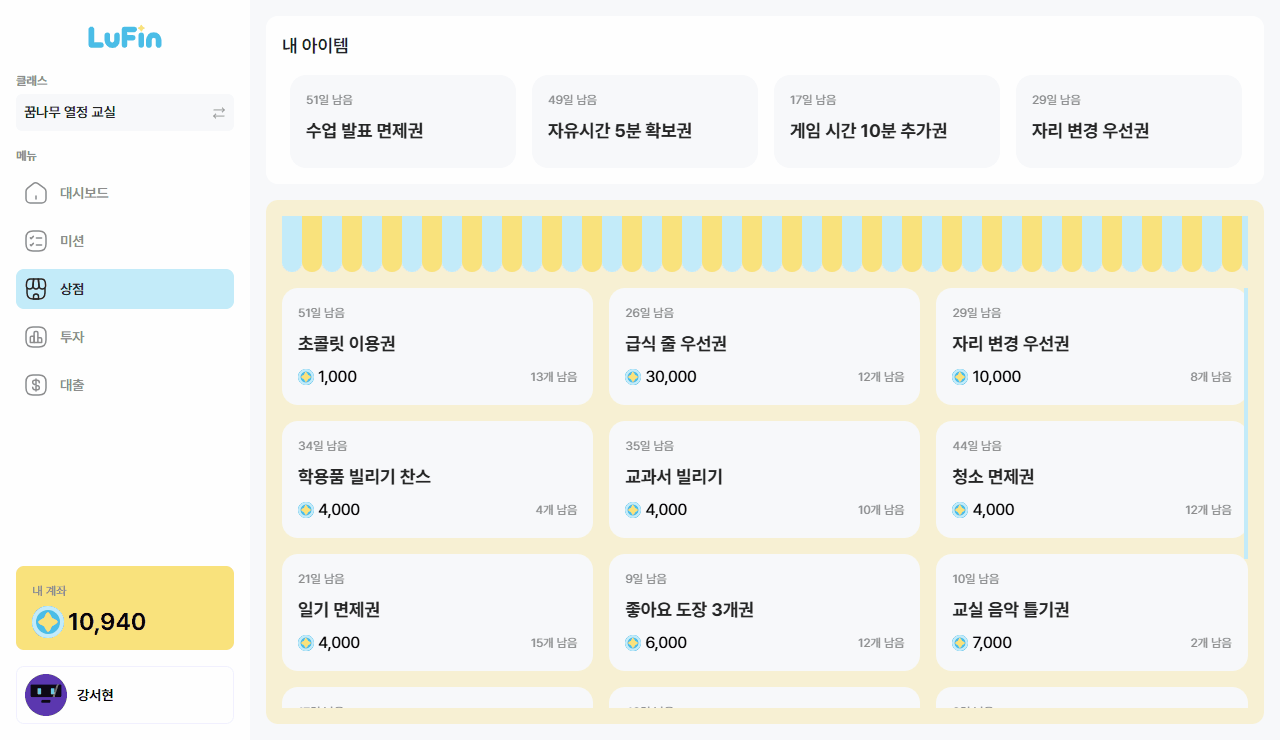 LuFin
클래스
꿈나무 열정 교실
메뉴
대시보드
미션
상점
투자
대출
내 계좌
10,940
강서현
내 아이템
51일 남음
수업 발표 면제권
49일 남음
자유시간 5분 확보권
17일 남음
게임 시간 10분 추가권
29일 남음
자리 변경 우선권
51일 남음
초콜릿 이용권
1,000
13개 남음
26일 남음
급식 줄 우선권
30,000
12개 남음
29일 남음
자리 변경 우선권
10,000
8개 남음
34일 남음
학용품 빌리기 찬스
4,000
4개 남음
35일 남음
교과서 빌리기
4,000
10개 남음
44일 남음
청소 면제권
4,000
12개 남음
21일 남음
일기 면제권
4,000
15개 남음
9일 남음
좋아요 도장 3개권
6,000
12개 남음
10일 남음
교실 음악 틀기권
7,000
2개 남음